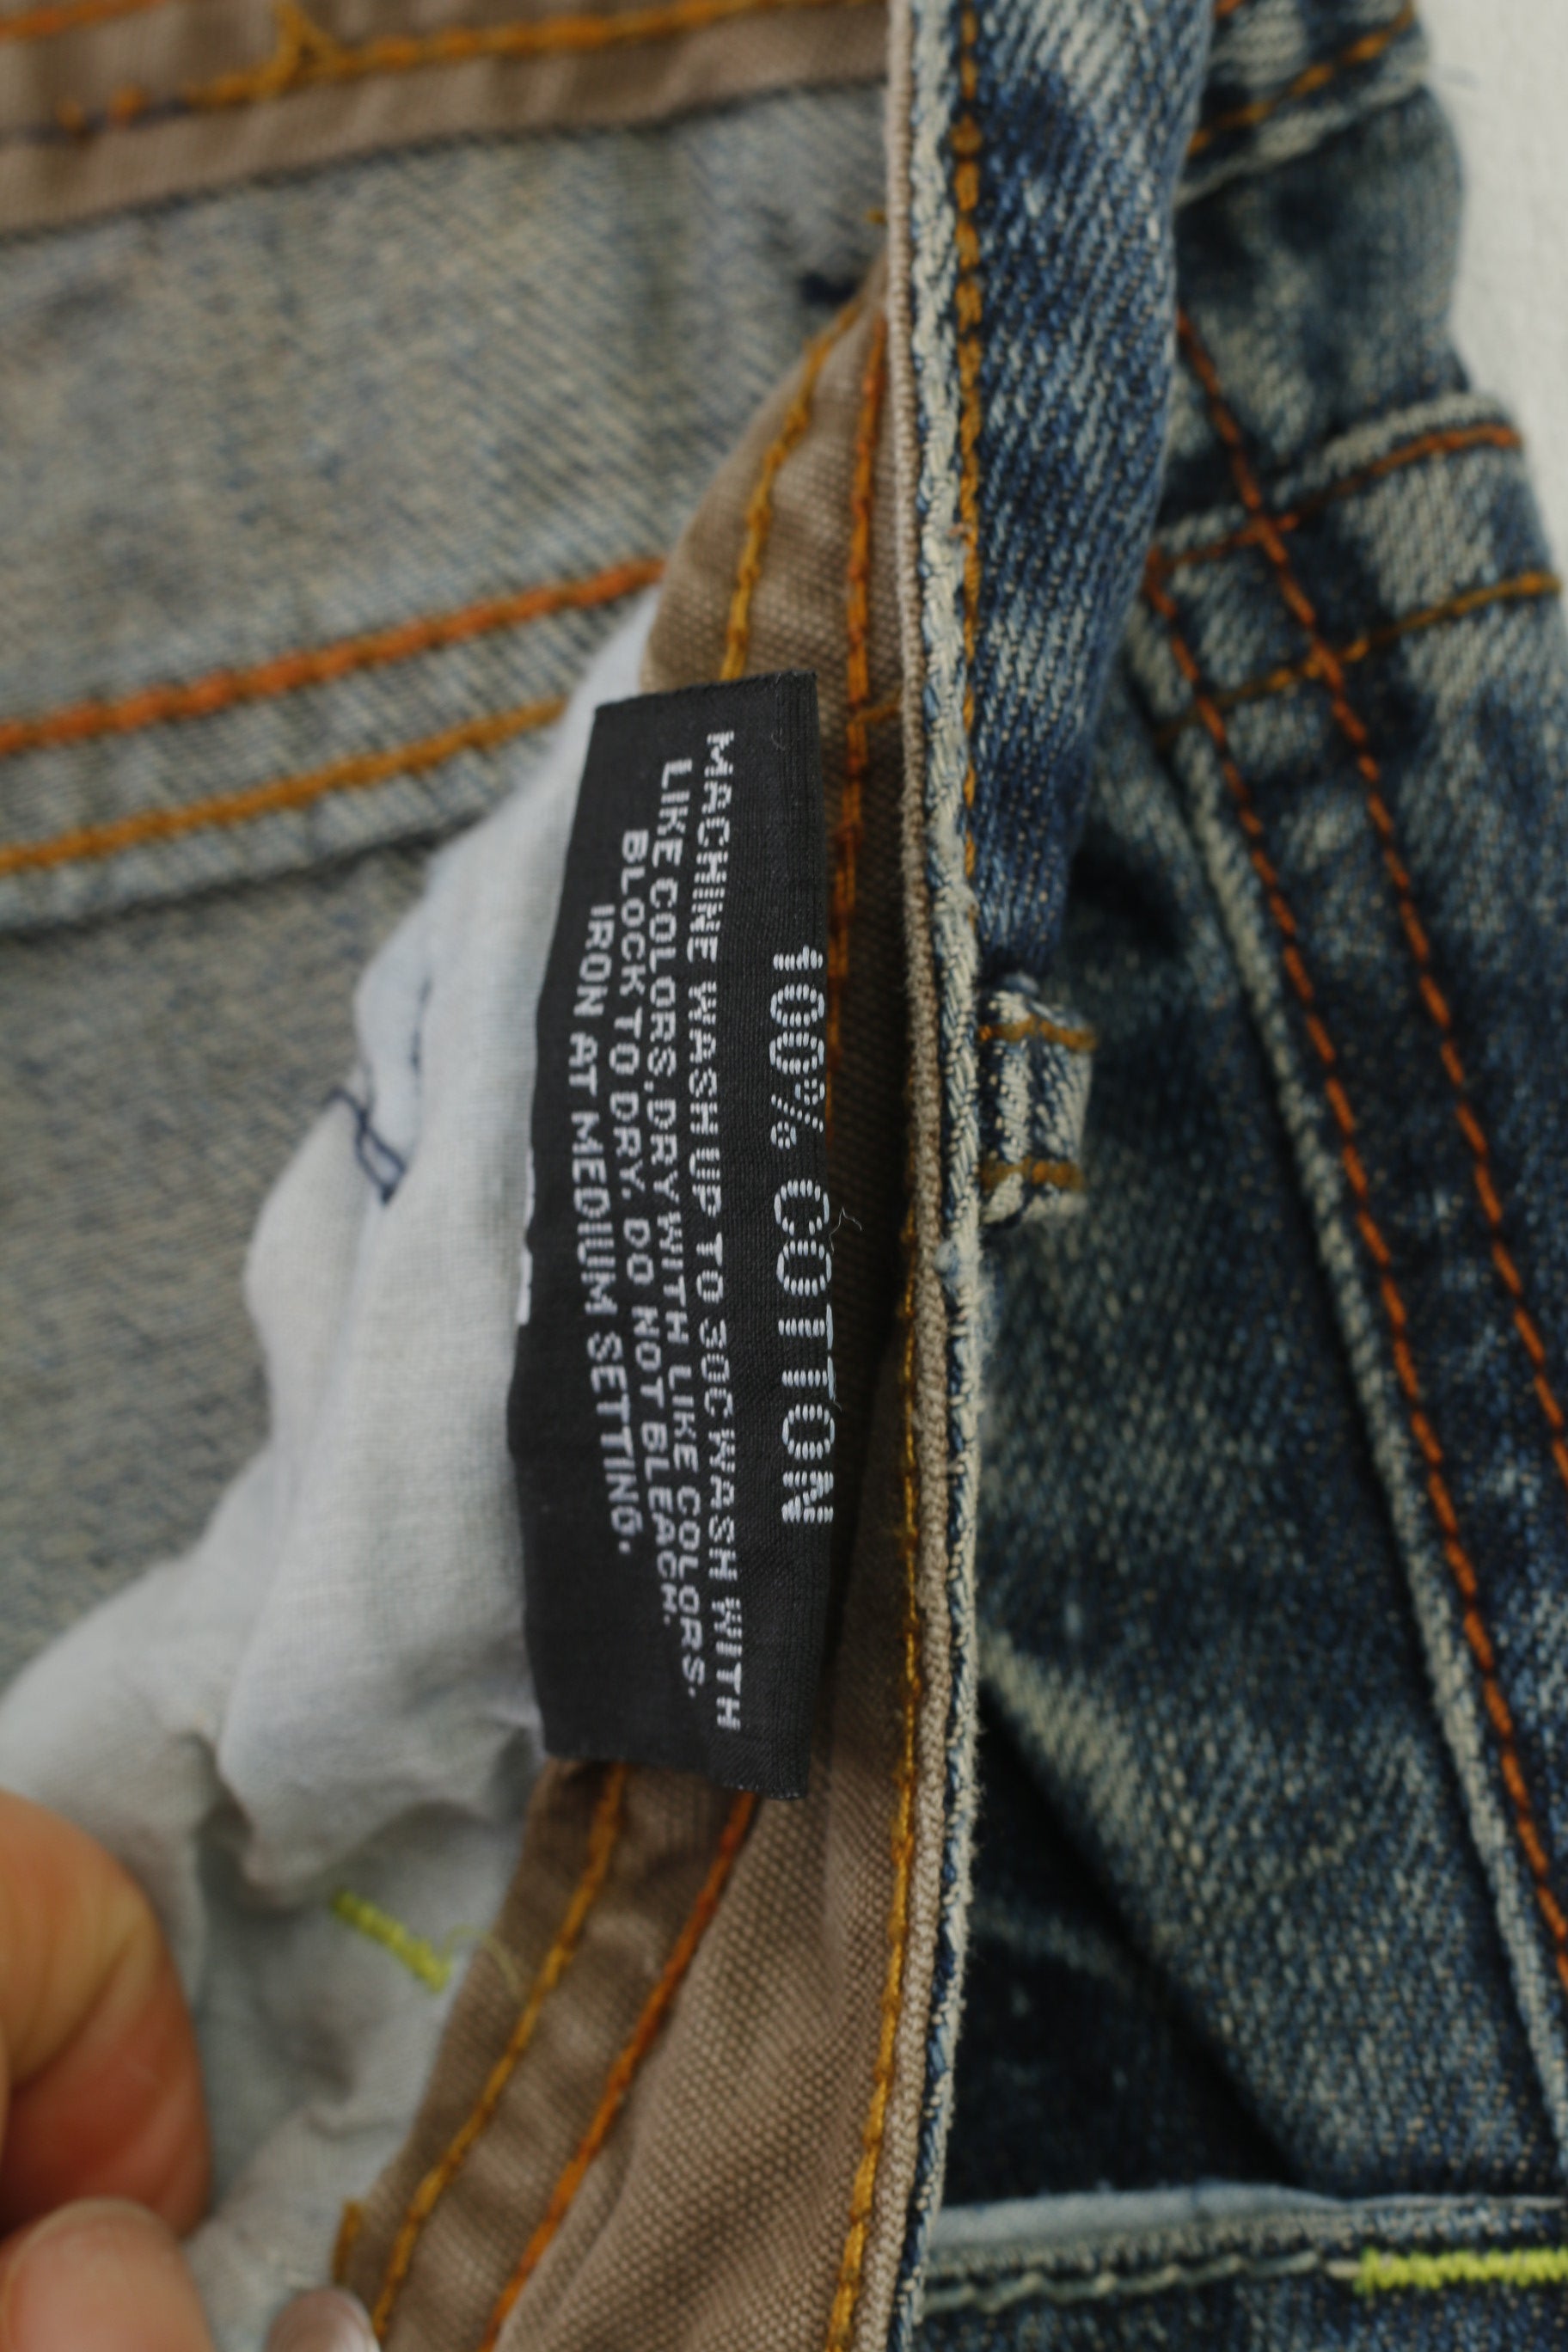 100% COTTON
MACHINE WASH UP TO 30C WASH WITH
LIKE COLORS. DRY WITH LIKE COLORS.
BLOCK TO DRY. DO NOT BLEACH.
IRON AT MEDIUM SETTING.